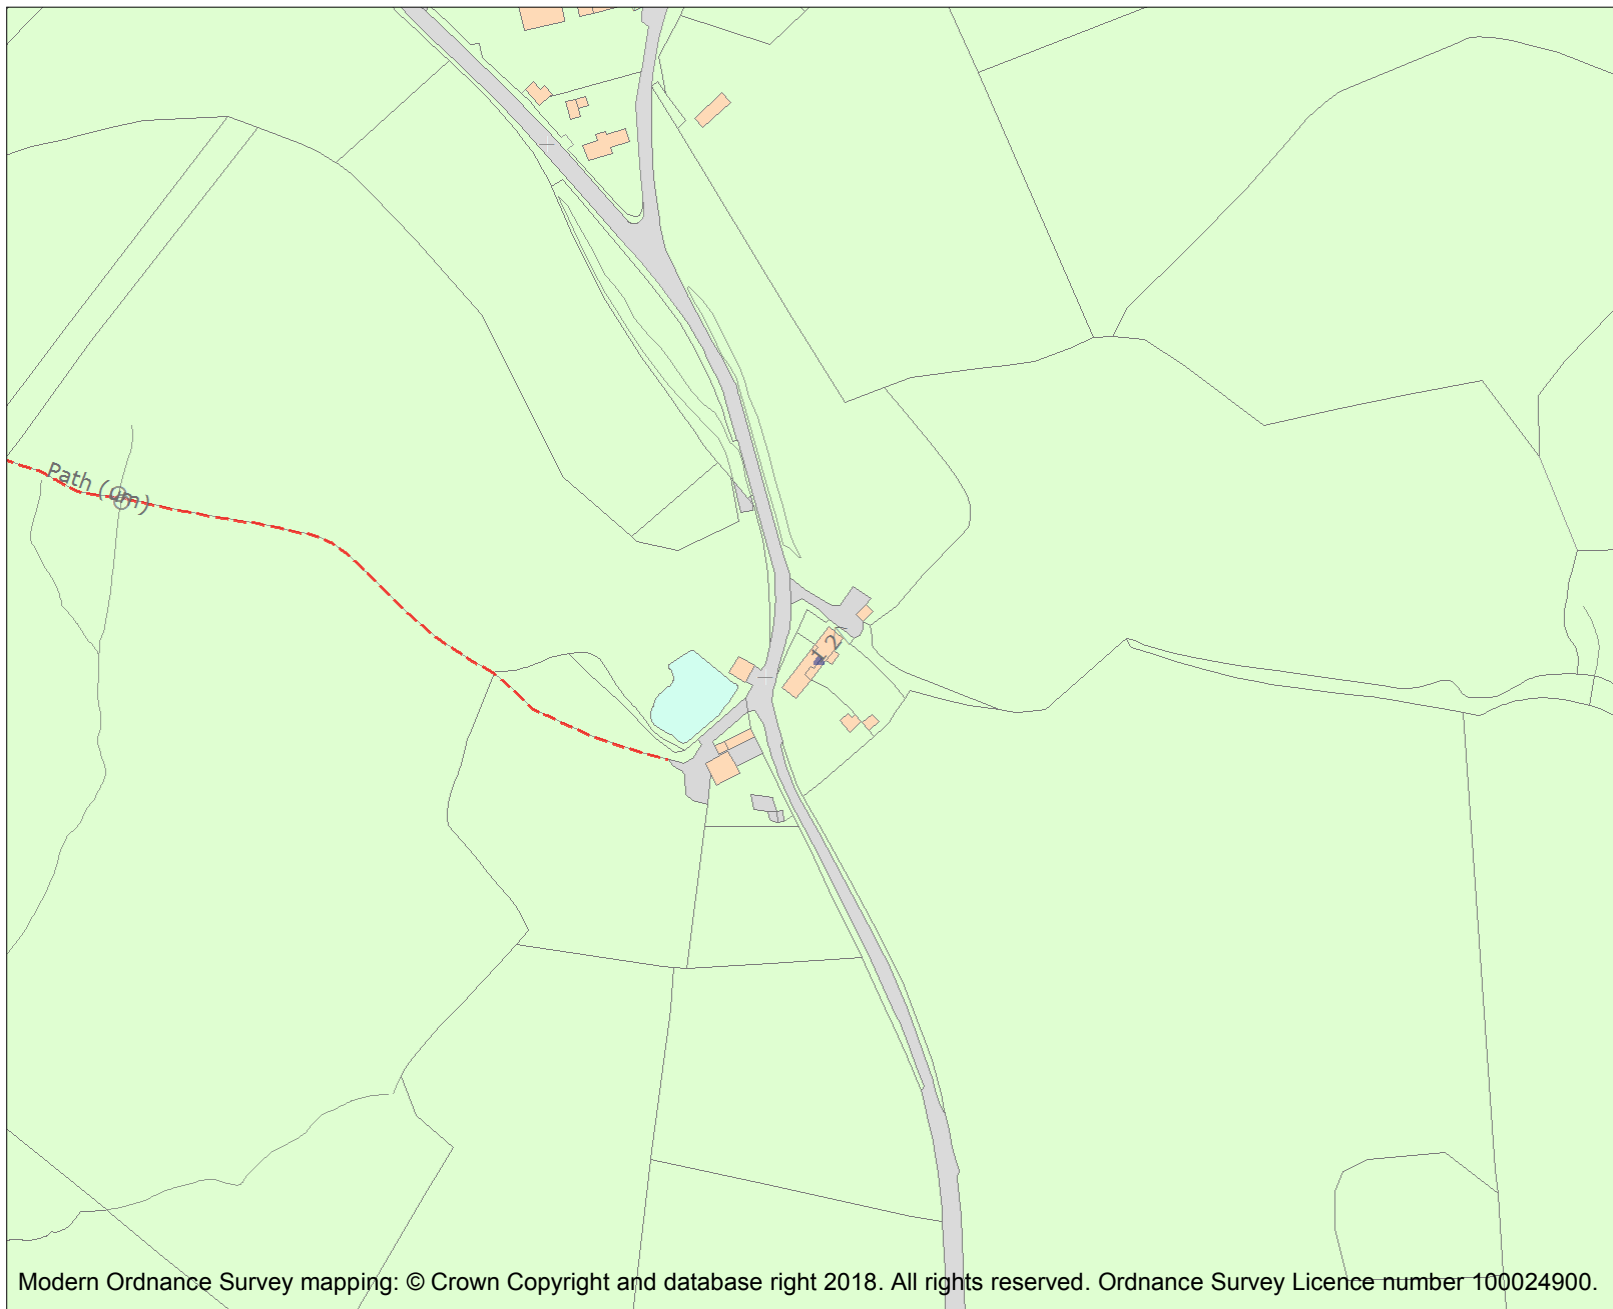 Path (um)
1
2
Modern Ordnance Survey mapping: © Crown Copyright and database right 2018. All rights reserved. Ordnance Survey Licence number 100024900.